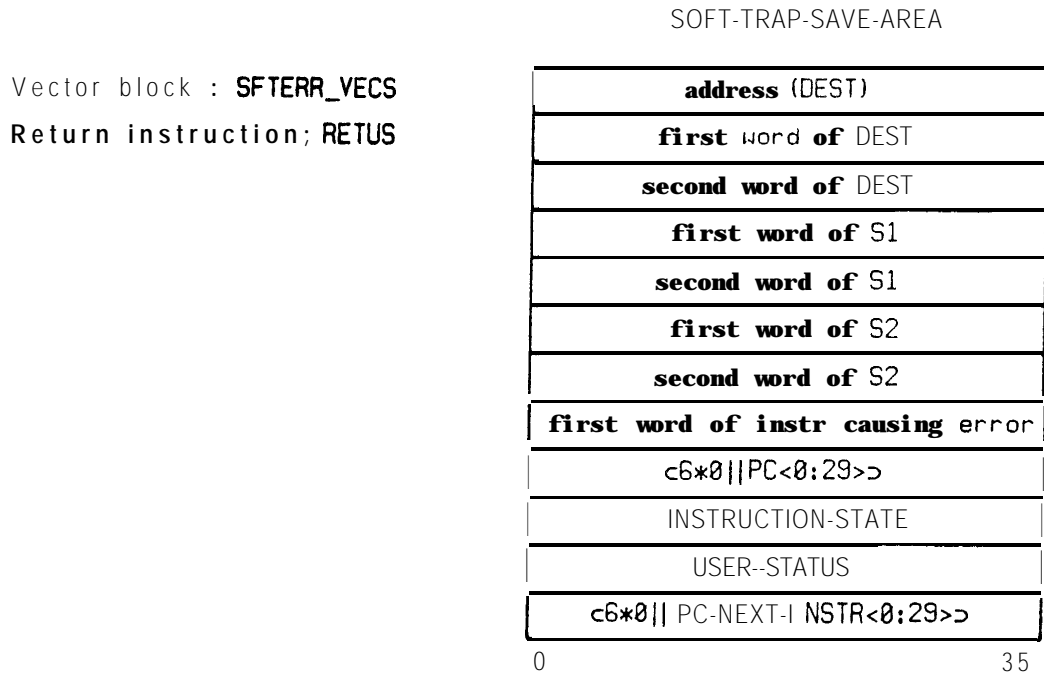 SOFT-TRAP-SAVE-AREA
Vector block : SFTERR_VECS
Return instruction; RETUS
address (DEST)
first word of DEST
second word of DEST
first word of S1
second word of S1
first word of S2
second word of S2
first word of instr causing error
⊂6*0||PC<0:29>⊃
INSTRUCTION-STATE
USER--STATUS
⊂6*0|| PC-NEXT-I NSTR<0:29>⊃
0 35